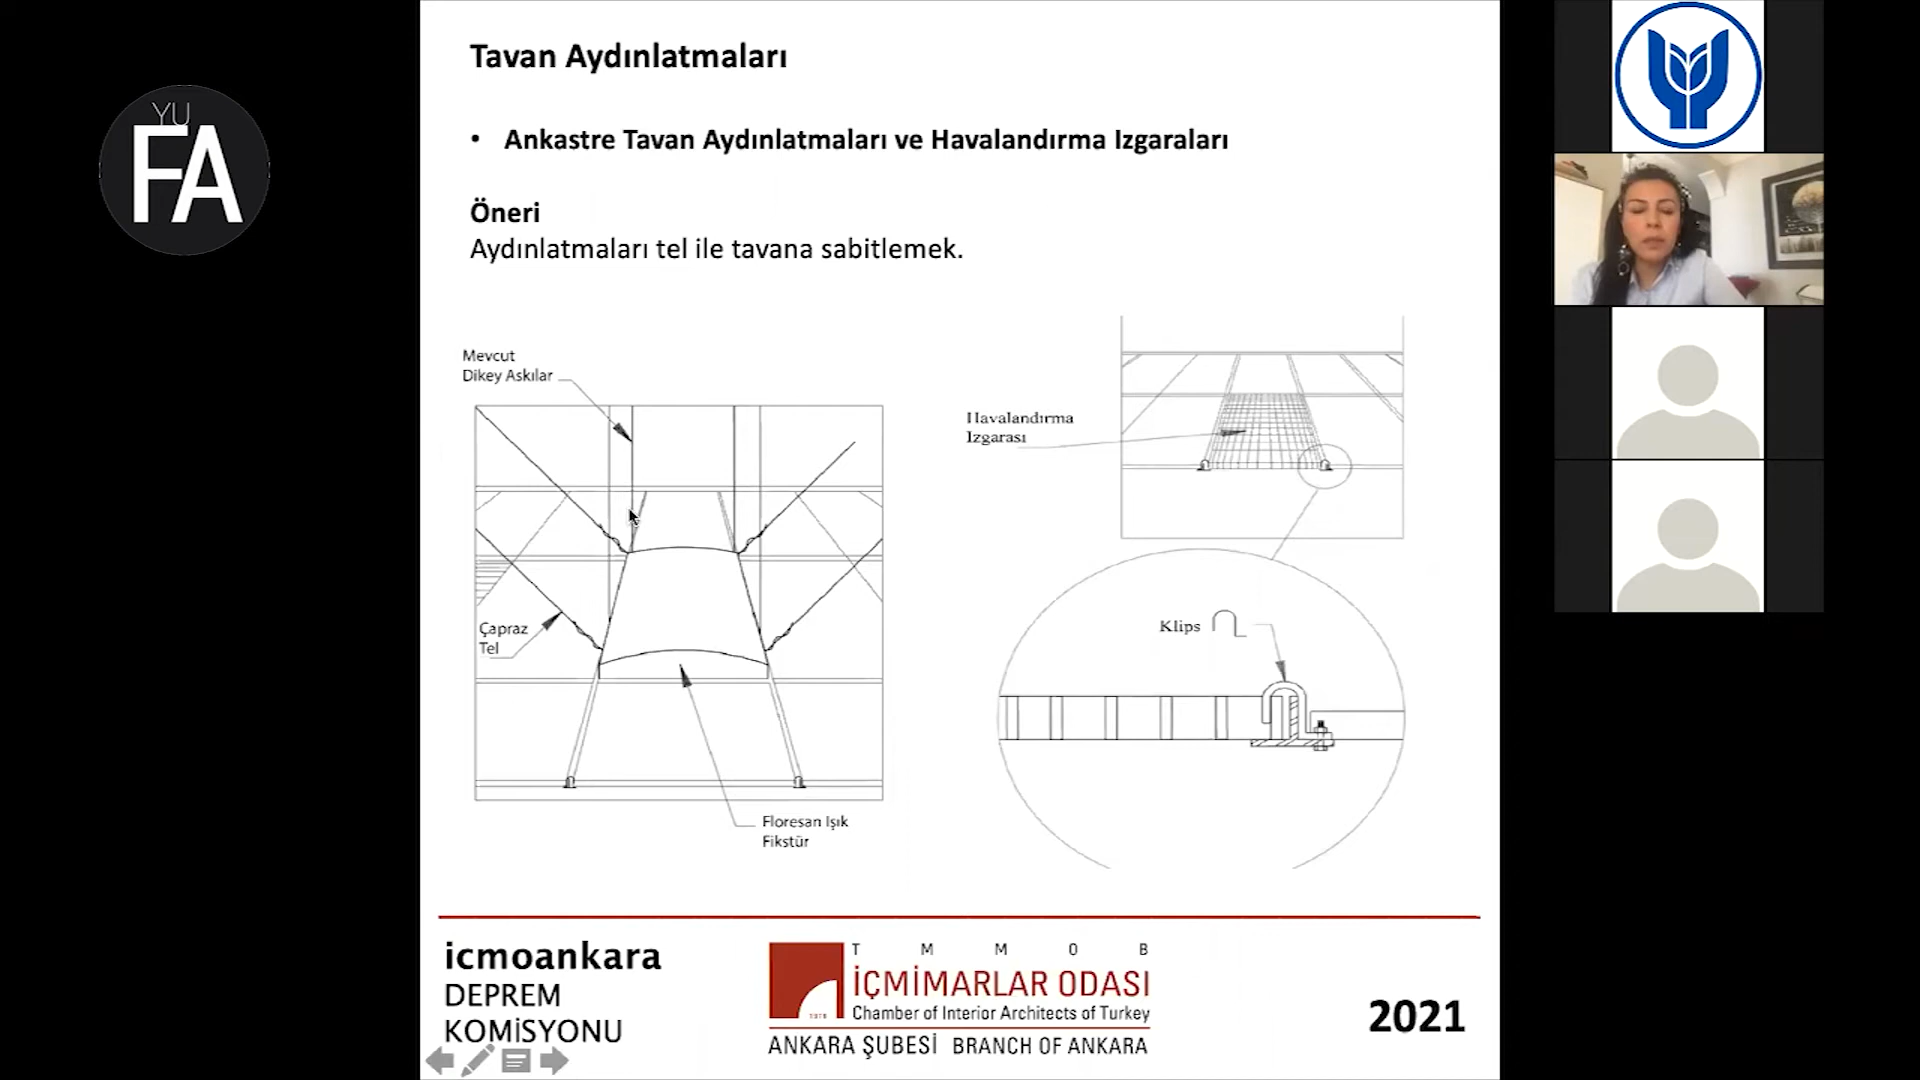 YU
FA
Tavan Aydınlatmaları
• Ankastre Tavan Aydınlatmaları ve Havalandırma Izgaraları
Öneri
Aydınlatmaları tel ile tavana sabitlemek.
Mevcut
Dikey Askılar
Çapraz
Tel
Floresan Işık
Fikstür
Havalandırma
Izgarası
Klips
icmoankara
DEPREM
KOMİSYONU
T M M O B
İÇMİMARLAR ODASI
1976
Chamber of Interior Architects of Turkey
ANKARA ŞUBESİ BRANCH OF ANKARA
2021